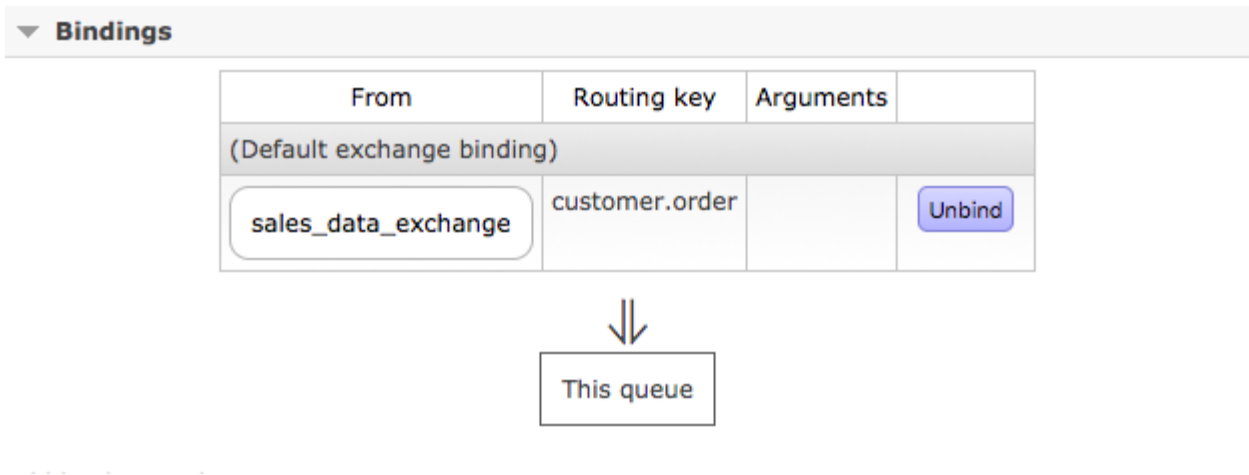 Bindings
From Routing key Arguments
(Default exchange binding)
sales_data_exchange customer.order Unbind
This queue